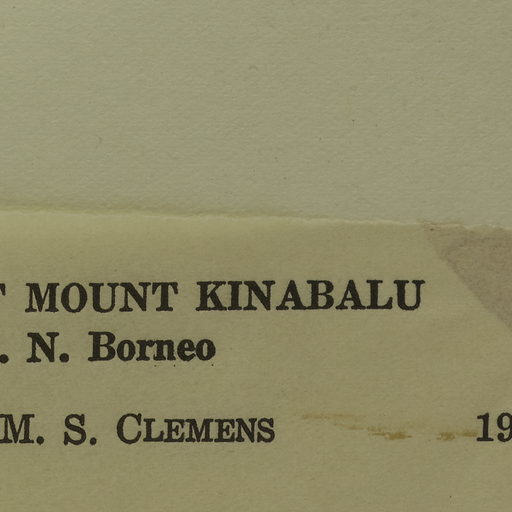 MOUNT KINABALU
. N. Borneo
M. S. CLEMENS 19